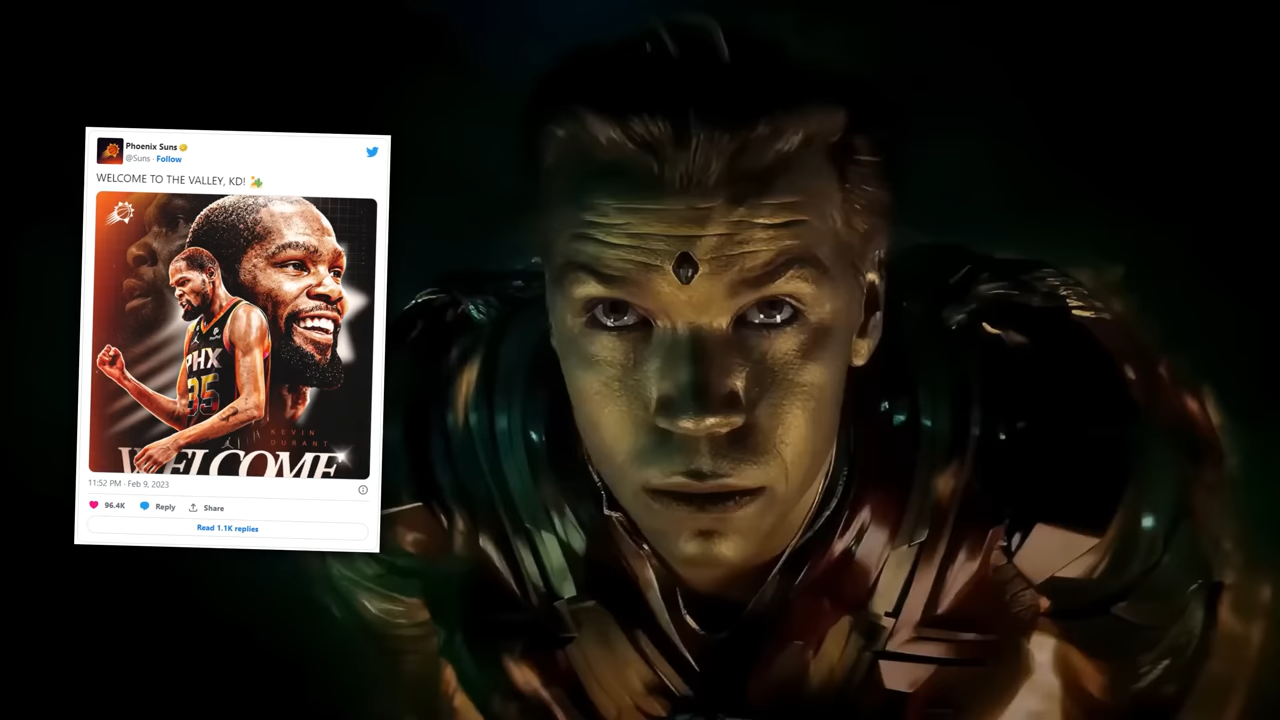 Phoenix Suns
@Suns · Follow
WELCOME TO THE VALLEY, KD!
PHX
35
KEVIN
DURANT
WELCOME
11:52 PM · Feb 9, 2023
96.4K Reply Share
Read 1.1K replies